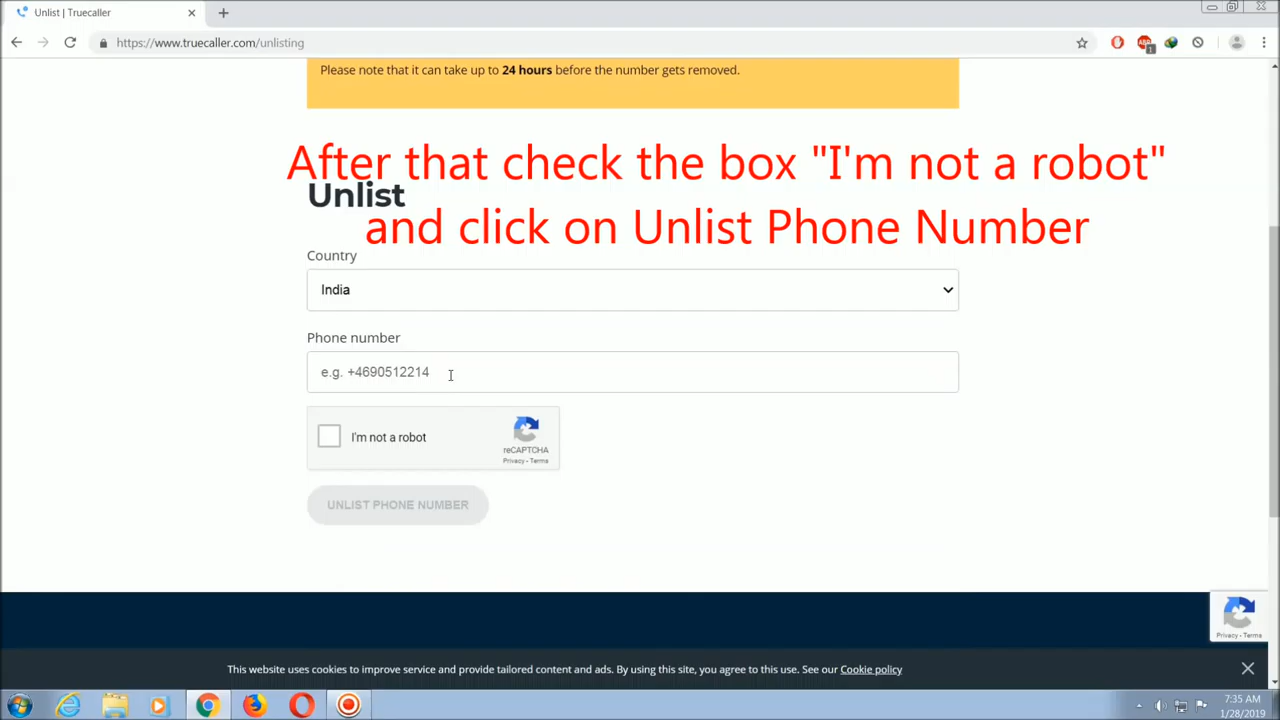 Unlist | Truecaller
https://www.truecaller.com/unlisting
ABP
1
Please note that it can take up to 24 hours before the number gets removed.
After that check the box "I'm not a robot"
Unlist
and click on Unlist Phone Number
Country
India
Phone number
e.g. +4690512214
I'm not a robot
reCAPTCHA
Privacy - Terms
UNLIST PHONE NUMBER
Privacy - Terms
This website uses cookies to improve service and provide tailored content and ads. By using this site, you agree to this use. See our Cookie policy
7:35 AM
1/28/2019